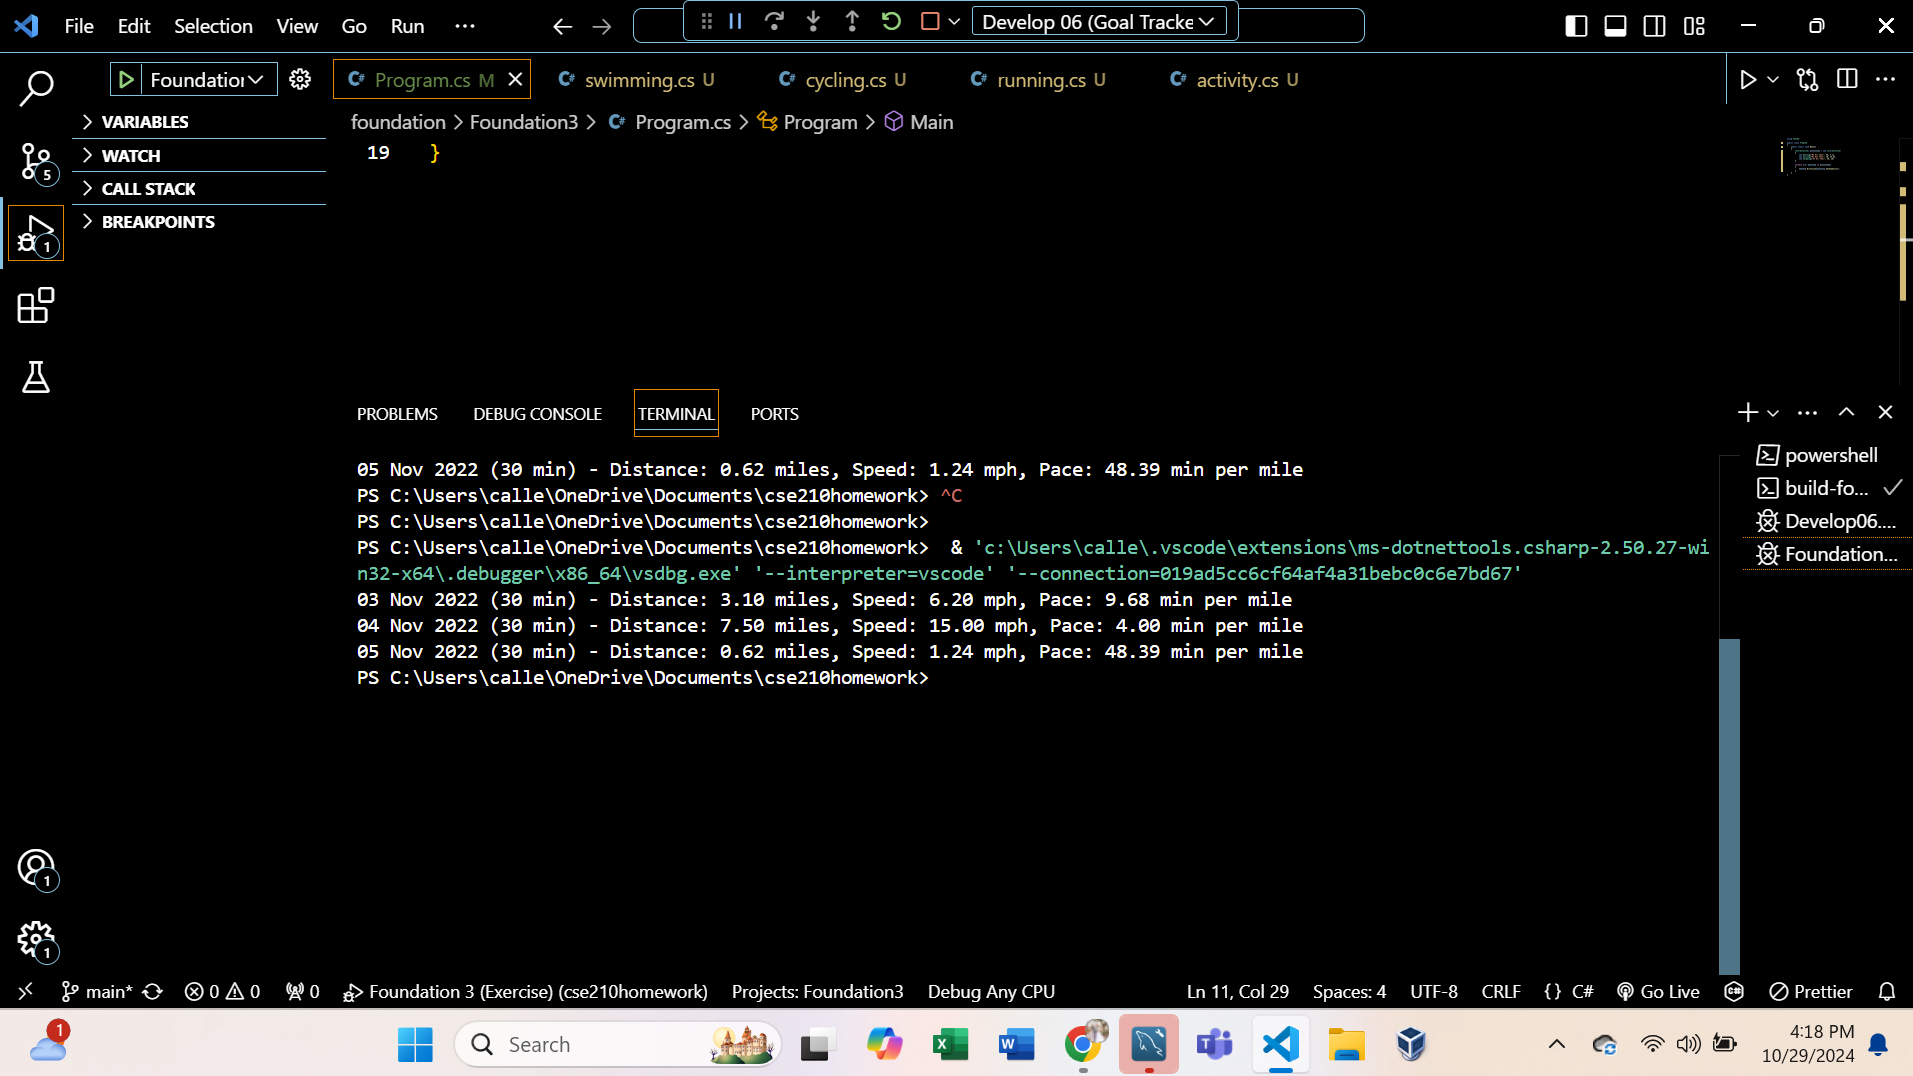 File Edit Selection View Go Run ···
Develop 06 (Goal Tracke
Foundation
Program.cs M
swimming.cs U
cycling.cs U
running.cs U
activity.cs U
VARIABLES
WATCH
CALL STACK
BREAKPOINTS
foundation > Foundation3 > Program.cs > Program > Main
19 }
5
1
PROBLEMS DEBUG CONSOLE TERMINAL PORTS
05 Nov 2022 (30 min) - Distance: 0.62 miles, Speed: 1.24 mph, Pace: 48.39 min per mile
PS C:\Users\calle\OneDrive\Documents\cse210homework> ^C
PS C:\Users\calle\OneDrive\Documents\cse210homework>
PS C:\Users\calle\OneDrive\Documents\cse210homework>  & 'c:\Users\calle\.vscode\extensions\ms-dotnettools.csharp-2.50.27-wi
n32-x64\.debugger\x86_64\vsdbg.exe' '--interpreter=vscode' '--connection=019ad5cc6cf64af4a31bebc0c6e7bd67'
03 Nov 2022 (30 min) - Distance: 3.10 miles, Speed: 6.20 mph, Pace: 9.68 min per mile
04 Nov 2022 (30 min) - Distance: 7.50 miles, Speed: 15.00 mph, Pace: 4.00 min per mile
05 Nov 2022 (30 min) - Distance: 0.62 miles, Speed: 1.24 mph, Pace: 48.39 min per mile
PS C:\Users\calle\OneDrive\Documents\cse210homework>
powershell
build-fo...
Develop06....
Foundation...
1
1
main* 0 0 0 Foundation 3 (Exercise) (cse210homework) Projects: Foundation3 Debug Any CPU Ln 11, Col 29 Spaces: 4 UTF-8 CRLF {} C# Go Live Prettier
1
Search
4:18 PM
10/29/2024